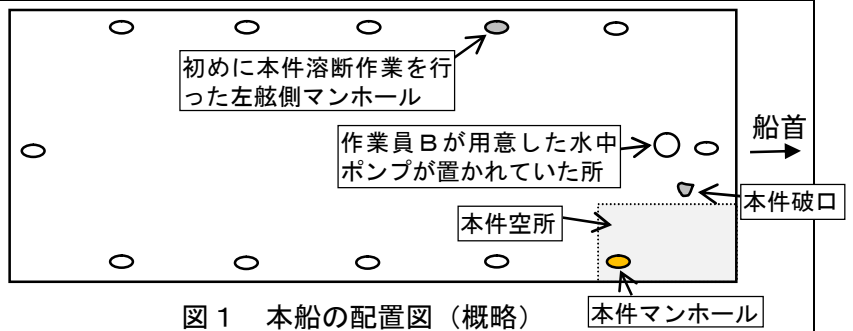 初めに本件溶断作業を行
った左舷側マンホール
作業員Bが用意した水中
ポンプが置かれていた所
船首
本件破口
本件空所
本件マンホール
図1 本船の配置図(概略)